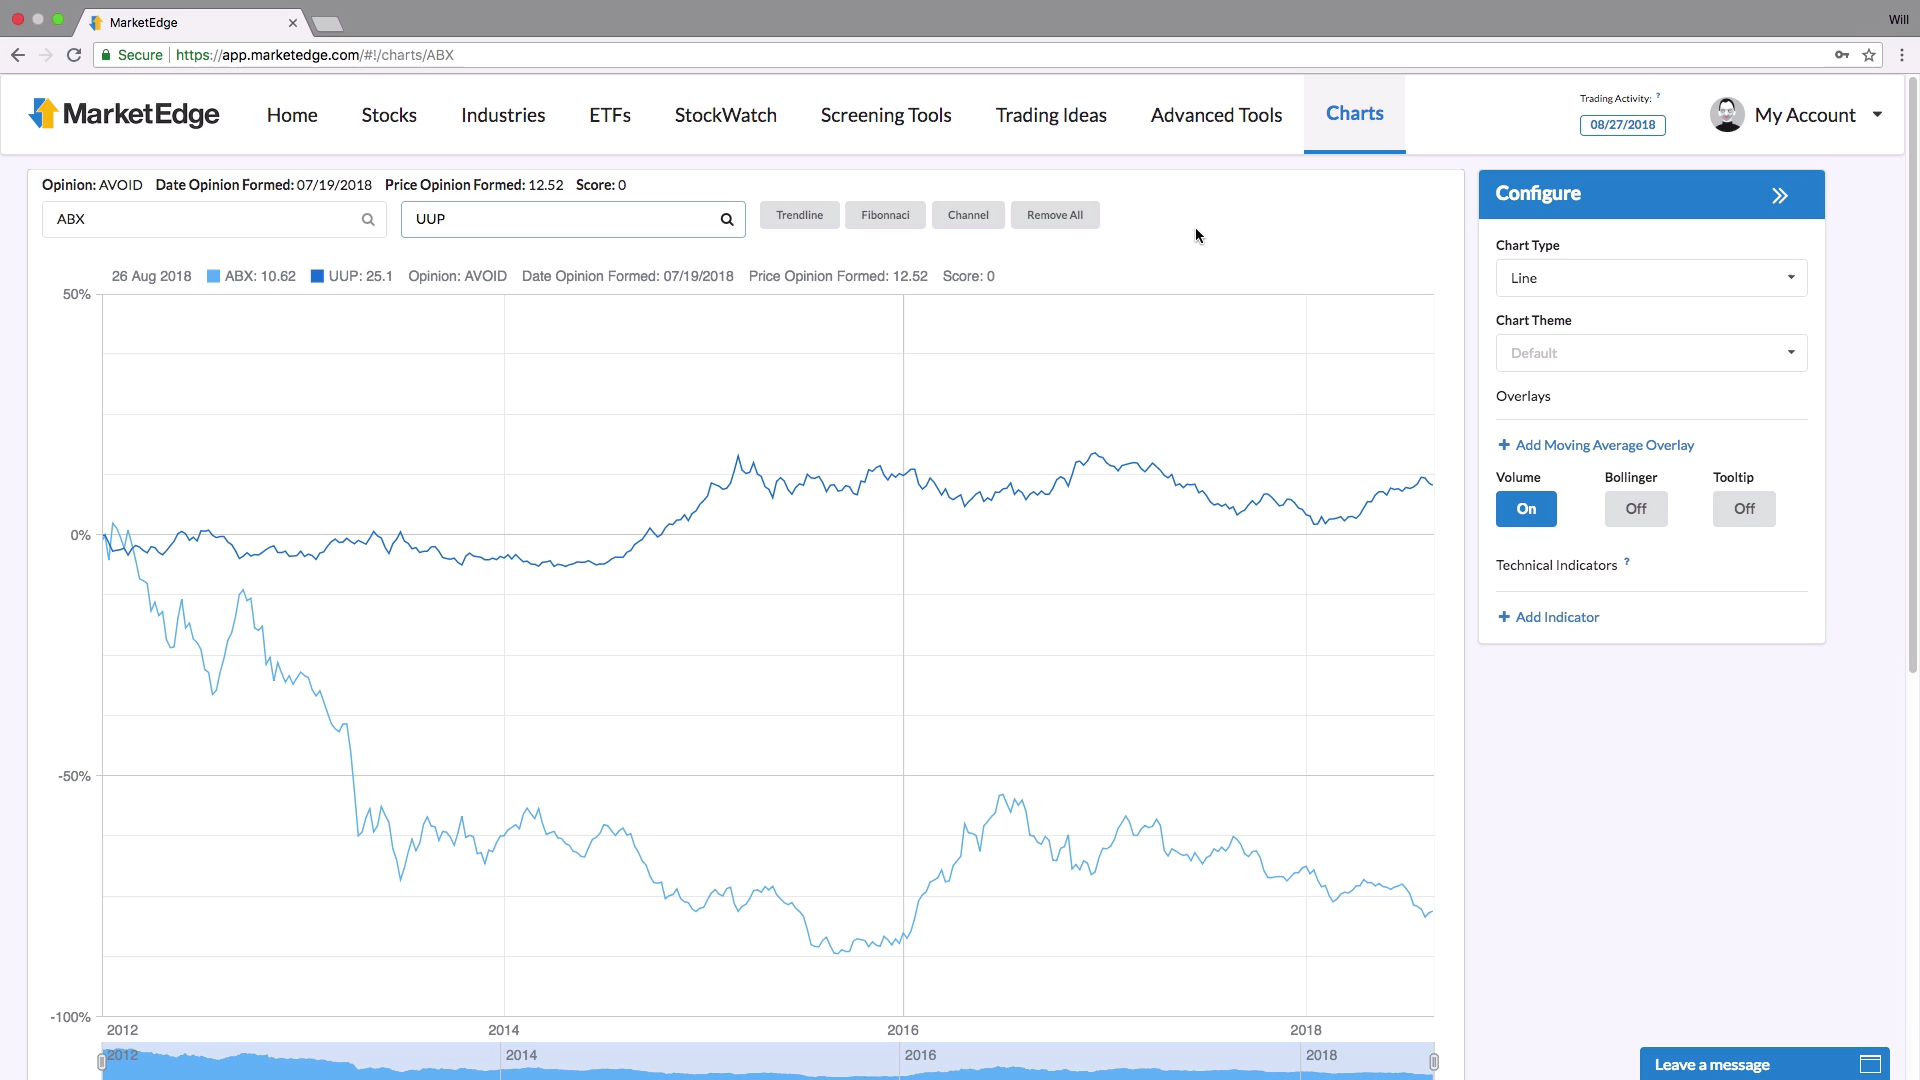 MarketEdge
Will
Secure https://app.marketedge.com/#!/charts/ABX
MarketEdge Home Stocks Industries ETFs StockWatch Screening Tools Trading Ideas Advanced Tools Charts
Trading Activity: ?
08/27/2018
My Account
Opinion: AVOID Date Opinion Formed: 07/19/2018 Price Opinion Formed: 12.52 Score: 0
ABX UUP Trendline Fibonnaci Channel Remove All
26 Aug 2018 ABX: 10.62 UUP: 25.1 Opinion: AVOID Date Opinion Formed: 07/19/2018 Price Opinion Formed: 12.52 Score: 0
50%
0%
-50%
-100%
2012 2014 2016 2018
2012 2014 2016 2018
Configure
Chart Type
Line
Chart Theme
Default
Overlays
+ Add Moving Average Overlay
Volume Bollinger Tooltip
On Off Off
Technical Indicators ?
+ Add Indicator
Leave a message